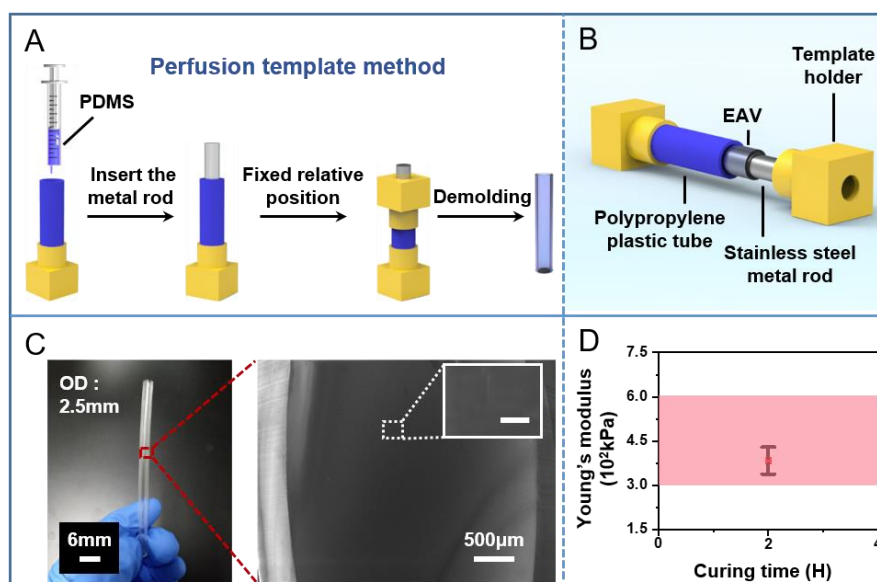 A
Perfusion template method
PDMS
Insert the
metal rod
Fixed relative
position
Demolding
B
Template
holder
EAV
Polypropylene
plastic tube
Stainless steel
metal rod
C
OD :
2.5mm
6mm
500μm
D
Young's modulus
(10²kPa)
7.5
6.0
4.5
3.0
1.5
0
2
4
Curing time (H)